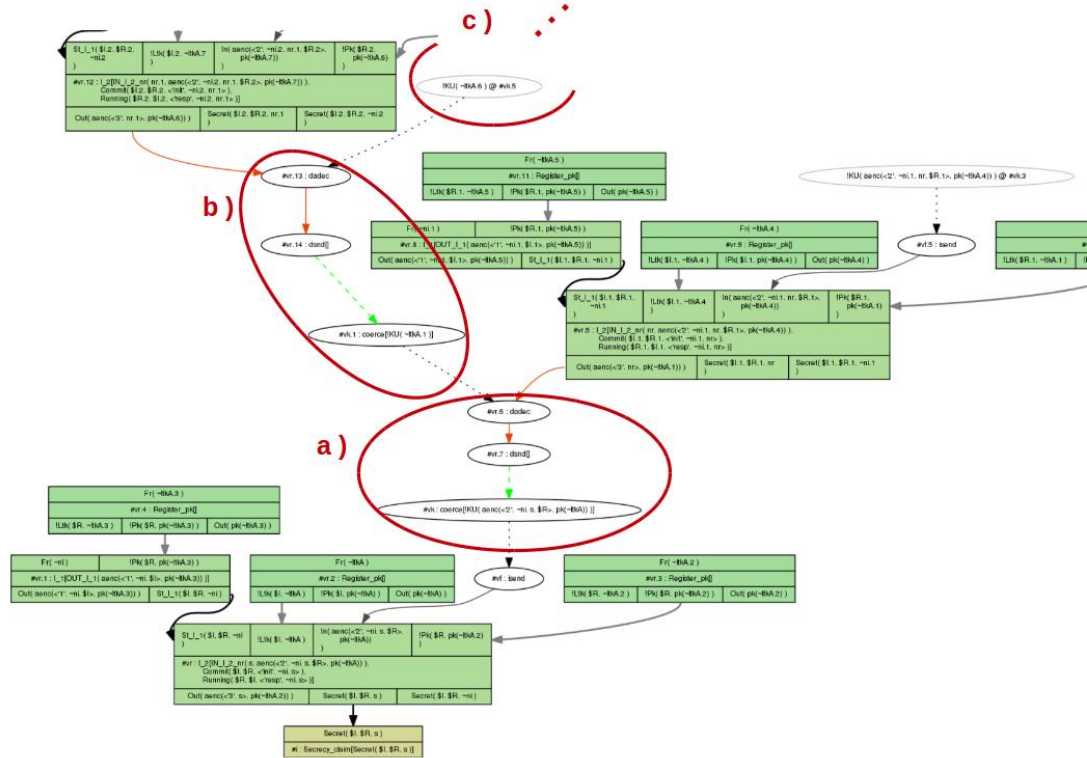 c)
St_I_1( $I.2, $R.2, ~ni.2 )
!Ltk( $I.2, ~ltkA.7 )
In( aenc(<'2', ~ni.2, nr.1, $R.2>, pk(~ltkA.7)) )
!Pk( $R.2, pk(~ltkA.6) )
#vr.12 : I_2[IN_I_2_nr( nr.1, aenc(<'2', ~ni.2, nr.1, $R.2>, pk(~ltkA.7)) ),
Commit( $I.2, $R.2, <'init', ~ni.2, nr.1> ),
Running( $R.2, $I.2, <'resp', ~ni.2, nr.1> )]
Out( aenc(<'3', nr.1>, pk(~ltkA.6)) )
Secret( $I.2, $R.2, nr.1 )
Secret( $I.2, $R.2, ~ni.2 )
!KU( ~ltkA.6 ) @ #vk.5
b)
#vr.13 : dadec
#vr.14 : dsnd[]
#vk.1 : coerce[!KU( ~ltkA.1 )]
Fr( ~ltkA.5 )
#vr.11 : Register_pk[]
!Ltk( $R.1, ~ltkA.5 )
!Pk( $R.1, pk(~ltkA.5) )
Out( pk(~ltkA.5) )
Fr( ~ni.1 )
!Pk( $R.1, pk(~ltkA.5) )
#vr.8 : I_1[OUT_I_1( aenc(<'1', ~ni.1, $I.1>, pk(~ltkA.5)) )]
Out( aenc(<'1', ~ni.1, $I.1>, pk(~ltkA.5)) )
St_I_1( $I.1, $R.1, ~ni.1 )
!KU( aenc(<'2', ~ni.1, nr, $R.1>, pk(~ltkA.4)) ) @ #vk.3
Fr( ~ltkA.4 )
#vr.9 : Register_pk[]
!Ltk( $I.1, ~ltkA.4 )
!Pk( $I.1, pk(~ltkA.4) )
Out( pk(~ltkA.4) )
#vf.5 : isend
!Ltk( $R.1, ~ltkA.1 )
St_I_1( $I.1, $R.1, ~ni.1 )
!Ltk( $I.1, ~ltkA.4 )
In( aenc(<'2', ~ni.1, nr, $R.1>, pk(~ltkA.4)) )
!Pk( $R.1, pk(~ltkA.1) )
#vr.5 : I_2[IN_I_2_nr( nr, aenc(<'2', ~ni.1, nr, $R.1>, pk(~ltkA.4)) ),
Commit( $I.1, $R.1, <'init', ~ni.1, nr> ),
Running( $R.1, $I.1, <'resp', ~ni.1, nr> )]
Out( aenc(<'3', nr>, pk(~ltkA.1)) )
Secret( $I.1, $R.1, nr )
Secret( $I.1, $R.1, ~ni.1 )
a)
#vr.6 : dadec
#vr.7 : dsnd[]
#vk : coerce[!KU( aenc(<'2', ~ni, s, $R>, pk(~ltkA)) )]
Fr( ~ltkA.3 )
#vr.4 : Register_pk[]
!Ltk( $R, ~ltkA.3 )
!Pk( $R, pk(~ltkA.3) )
Out( pk(~ltkA.3) )
Fr( ~ni )
!Pk( $R, pk(~ltkA.3) )
#vr.1 : I_1[OUT_I_1( aenc(<'1', ~ni, $I>, pk(~ltkA.3)) )]
Out( aenc(<'1', ~ni, $I>, pk(~ltkA.3)) )
St_I_1( $I, $R, ~ni )
Fr( ~ltkA )
#vr.2 : Register_pk[]
!Ltk( $I, ~ltkA )
!Pk( $I, pk(~ltkA) )
Out( pk(~ltkA) )
#vf : isend
Fr( ~ltkA.2 )
#vr.3 : Register_pk[]
!Ltk( $R, ~ltkA.2 )
!Pk( $R, pk(~ltkA.2) )
Out( pk(~ltkA.2) )
St_I_1( $I, $R, ~ni )
!Ltk( $I, ~ltkA )
In( aenc(<'2', ~ni, s, $R>, pk(~ltkA)) )
!Pk( $R, pk(~ltkA.2) )
#vr : I_2[IN_I_2_nr( s, aenc(<'2', ~ni, s, $R>, pk(~ltkA)) ),
Commit( $I, $R, <'init', ~ni, s> ),
Running( $R, $I, <'resp', ~ni, s> )]
Out( aenc(<'3', s>, pk(~ltkA.2)) )
Secret( $I, $R, s )
Secret( $I, $R, ~ni )
Secret( $I, $R, s )
#i : Secrecy_claim[Secret( $I, $R, s )]